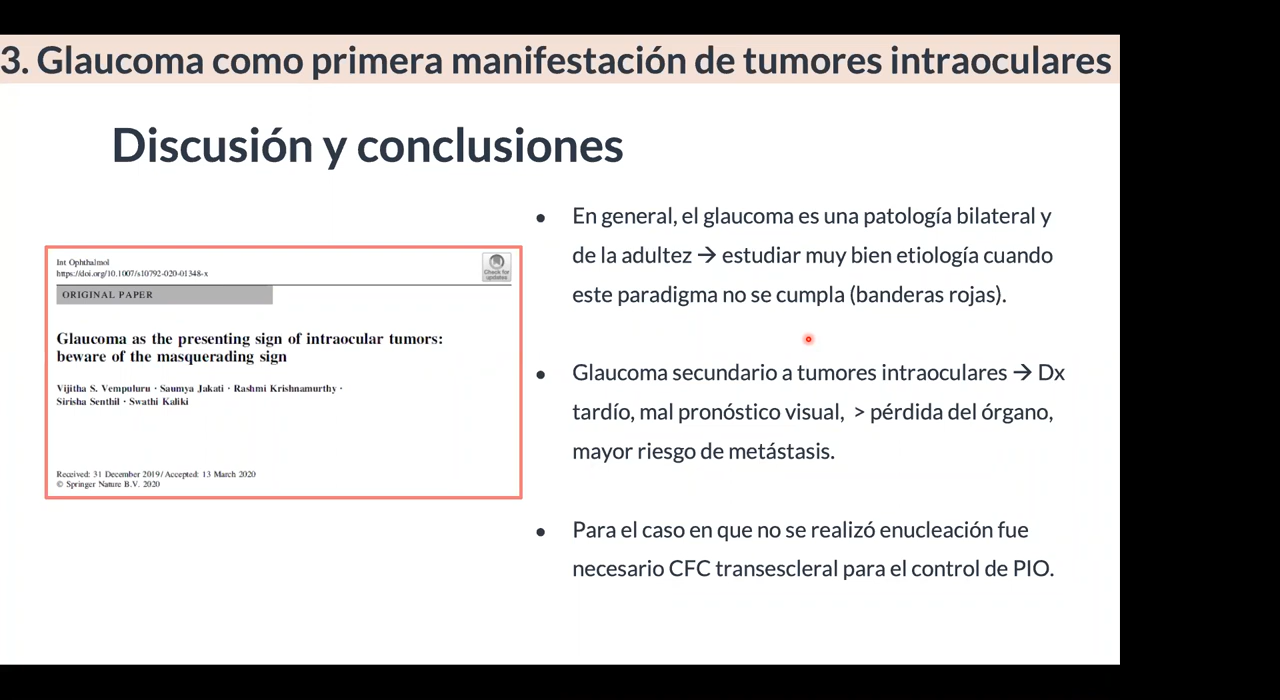 3. Glaucoma como primera manifestación de tumores intraoculares
Discusión y conclusiones
Int Ophthalmol
https://doi.org/10.1007/s10792-020-01348-x
Check for
updates
ORIGINAL PAPER
Glaucoma as the presenting sign of intraocular tumors:
beware of the masquerading sign
Vijitha S. Vempuluru · Saumya Jakati · Rashmi Krishnamurthy ·
Sirisha Senthil · Swathi Kaliki
Received: 31 December 2019 / Accepted: 13 March 2020
© Springer Nature B.V. 2020
● En general, el glaucoma es una patología bilateral y
de la adultez → estudiar muy bien etiología cuando
este paradigma no se cumpla (banderas rojas).
● Glaucoma secundario a tumores intraoculares → Dx
tardío, mal pronóstico visual, > pérdida del órgano,
mayor riesgo de metástasis.
● Para el caso en que no se realizó enucleación fue
necesario CFC transescleral para el control de PIO.